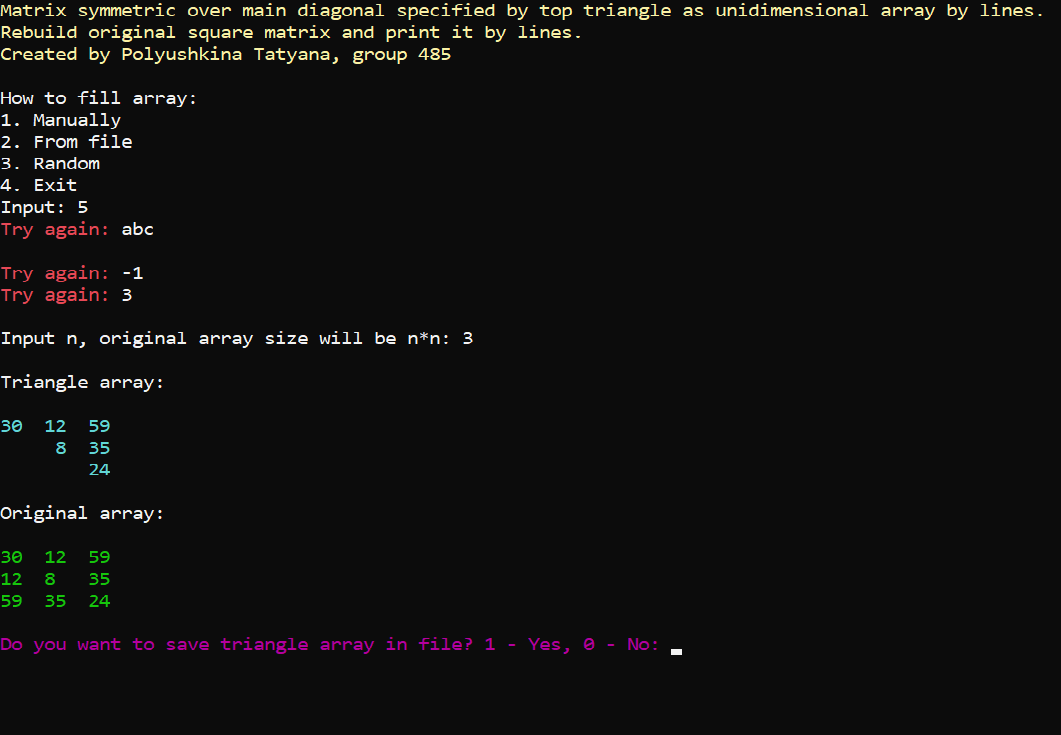 Matrix symmetric over main diagonal specified by top triangle as unidimensional array by lines.
Rebuild original square matrix and print it by lines.
Created by Polyushkina Tatyana, group 485
How to fill array:
1. Manually
2. From file
3. Random
4. Exit
Input: 5
Try again: abc
Try again: -1
Try again: 3
Input n, original array size will be n*n: 3
Triangle array:
30  12  59
     8  35
        24
Original array:
30  12  59
12  8   35
59  35  24
Do you want to save triangle array in file? 1 - Yes, 0 - No: